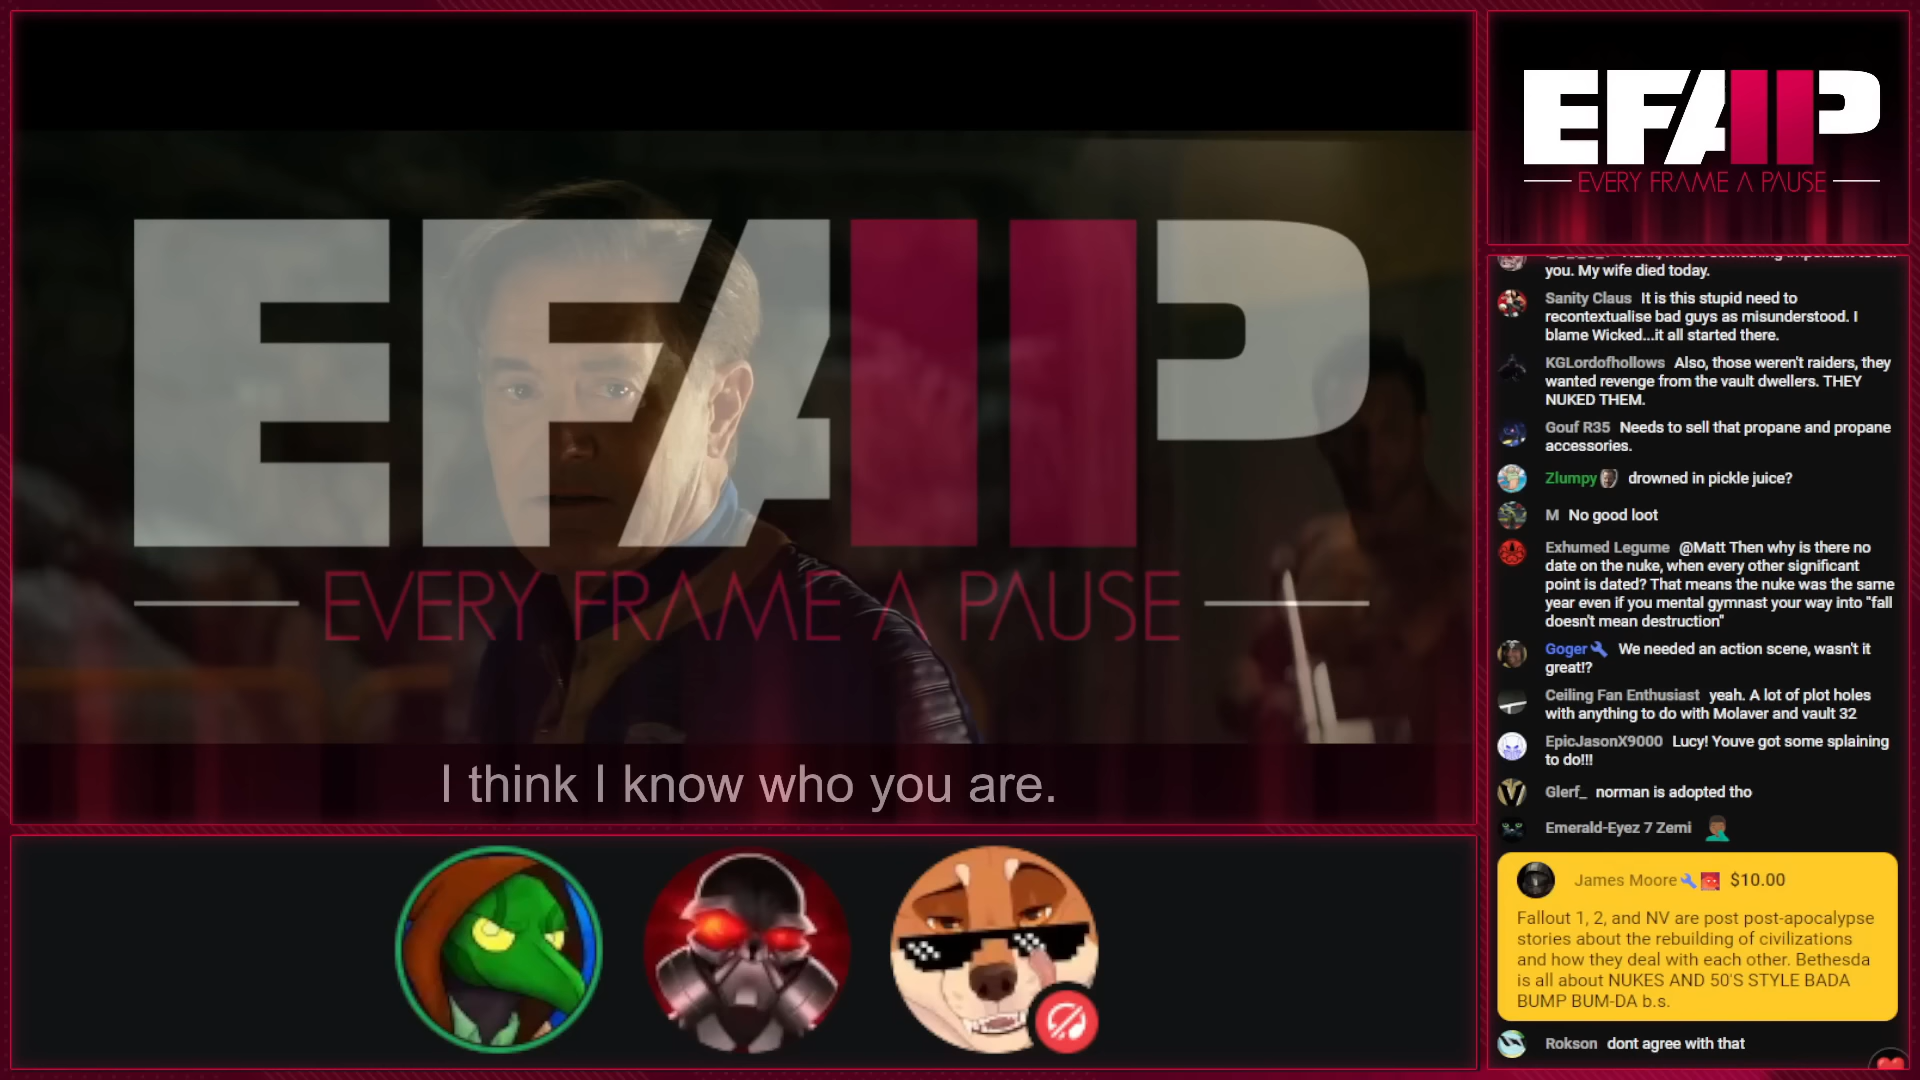 EFAP
EVERY FRAME A PAUSE
I think I know who you are.
EFAP
EVERY FRAME A PAUSE
you. My wife died today.
Sanity Claus It is this stupid need to
recontextualise bad guys as misunderstood. I
blame Wicked...it all started there.
KGLordofhollows Also, those weren't raiders, they
wanted revenge from the vault dwellers. THEY
NUKED THEM.
Gouf R35 Needs to sell that propane and propane
accessories.
Zlumpy drowned in pickle juice?
M No good loot
Exhumed Legume @Matt Then why is there no
date on the nuke, when every other significant
point is dated? That means the nuke was the same
year even if you mental gymnast your way into "fall
doesn't mean destruction"
Goger We needed an action scene, wasn't it
great!?
Ceiling Fan Enthusiast yeah. A lot of plot holes
with anything to do with Molaver and vault 32
EpicJasonX9000 Lucy! Youve got some splaining
to do!!!
Glerf_ norman is adopted tho
Emerald-Eyez 7 Zemi
James Moore $10.00
Fallout 1, 2, and NV are post post-apocalypse
stories about the rebuilding of civilizations
and how they deal with each other. Bethesda
is all about NUKES AND 50'S STYLE BADA
BUMP BUM-DA b.s.
Rokson dont agree with that